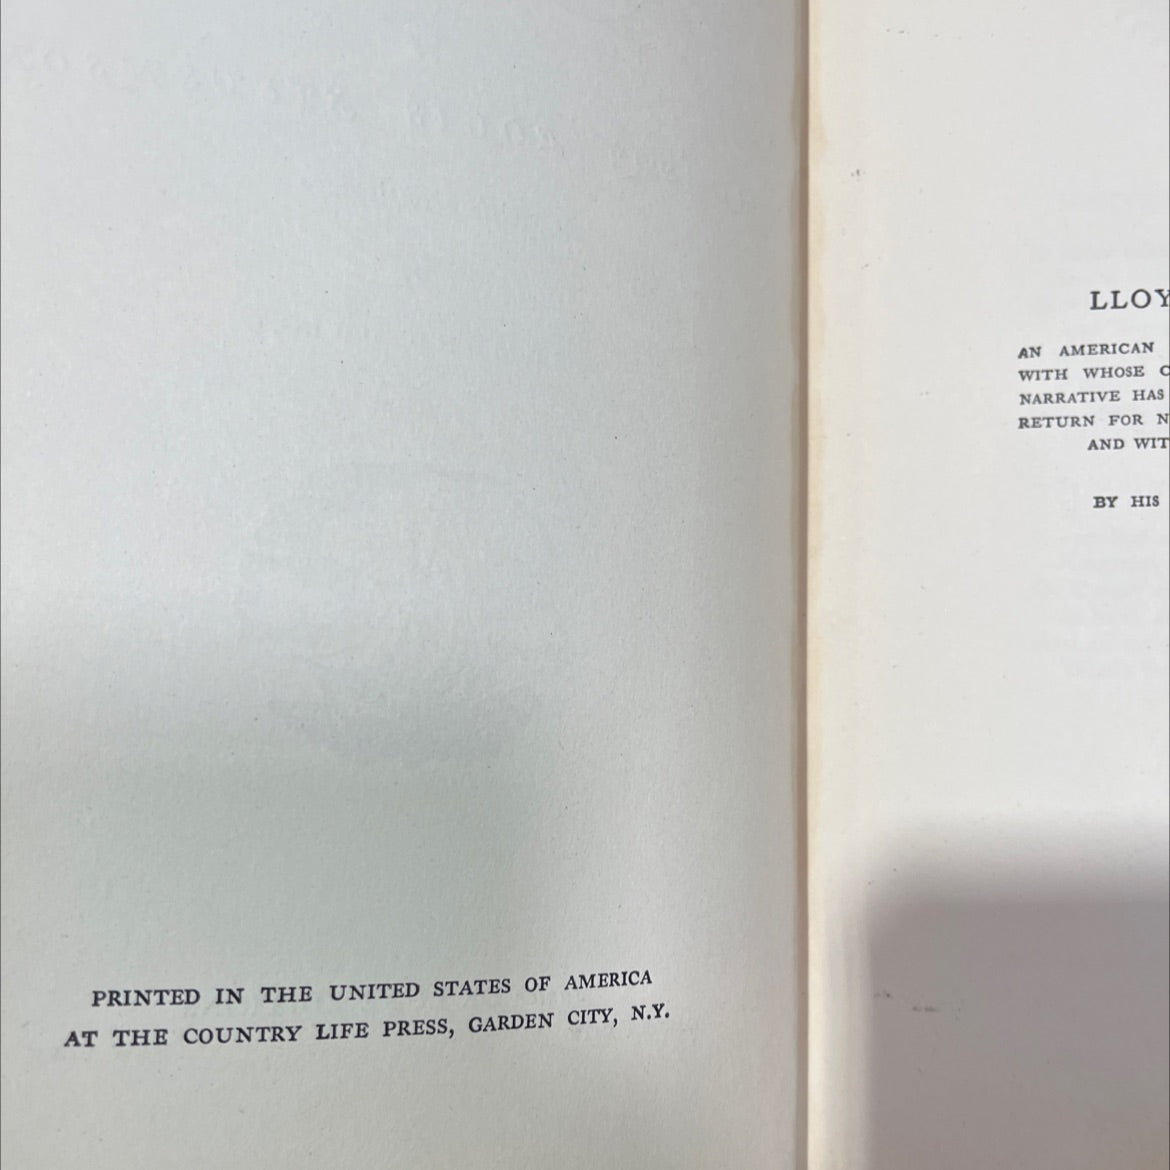 PRINTED IN THE UNITED STATES OF AMERICA
AT THE COUNTRY LIFE PRESS, GARDEN CITY, N.Y.
LLOY
AN AMERICAN
WITH WHOSE C
NARRATIVE HAS
RETURN FOR N
AND WIT
BY HIS